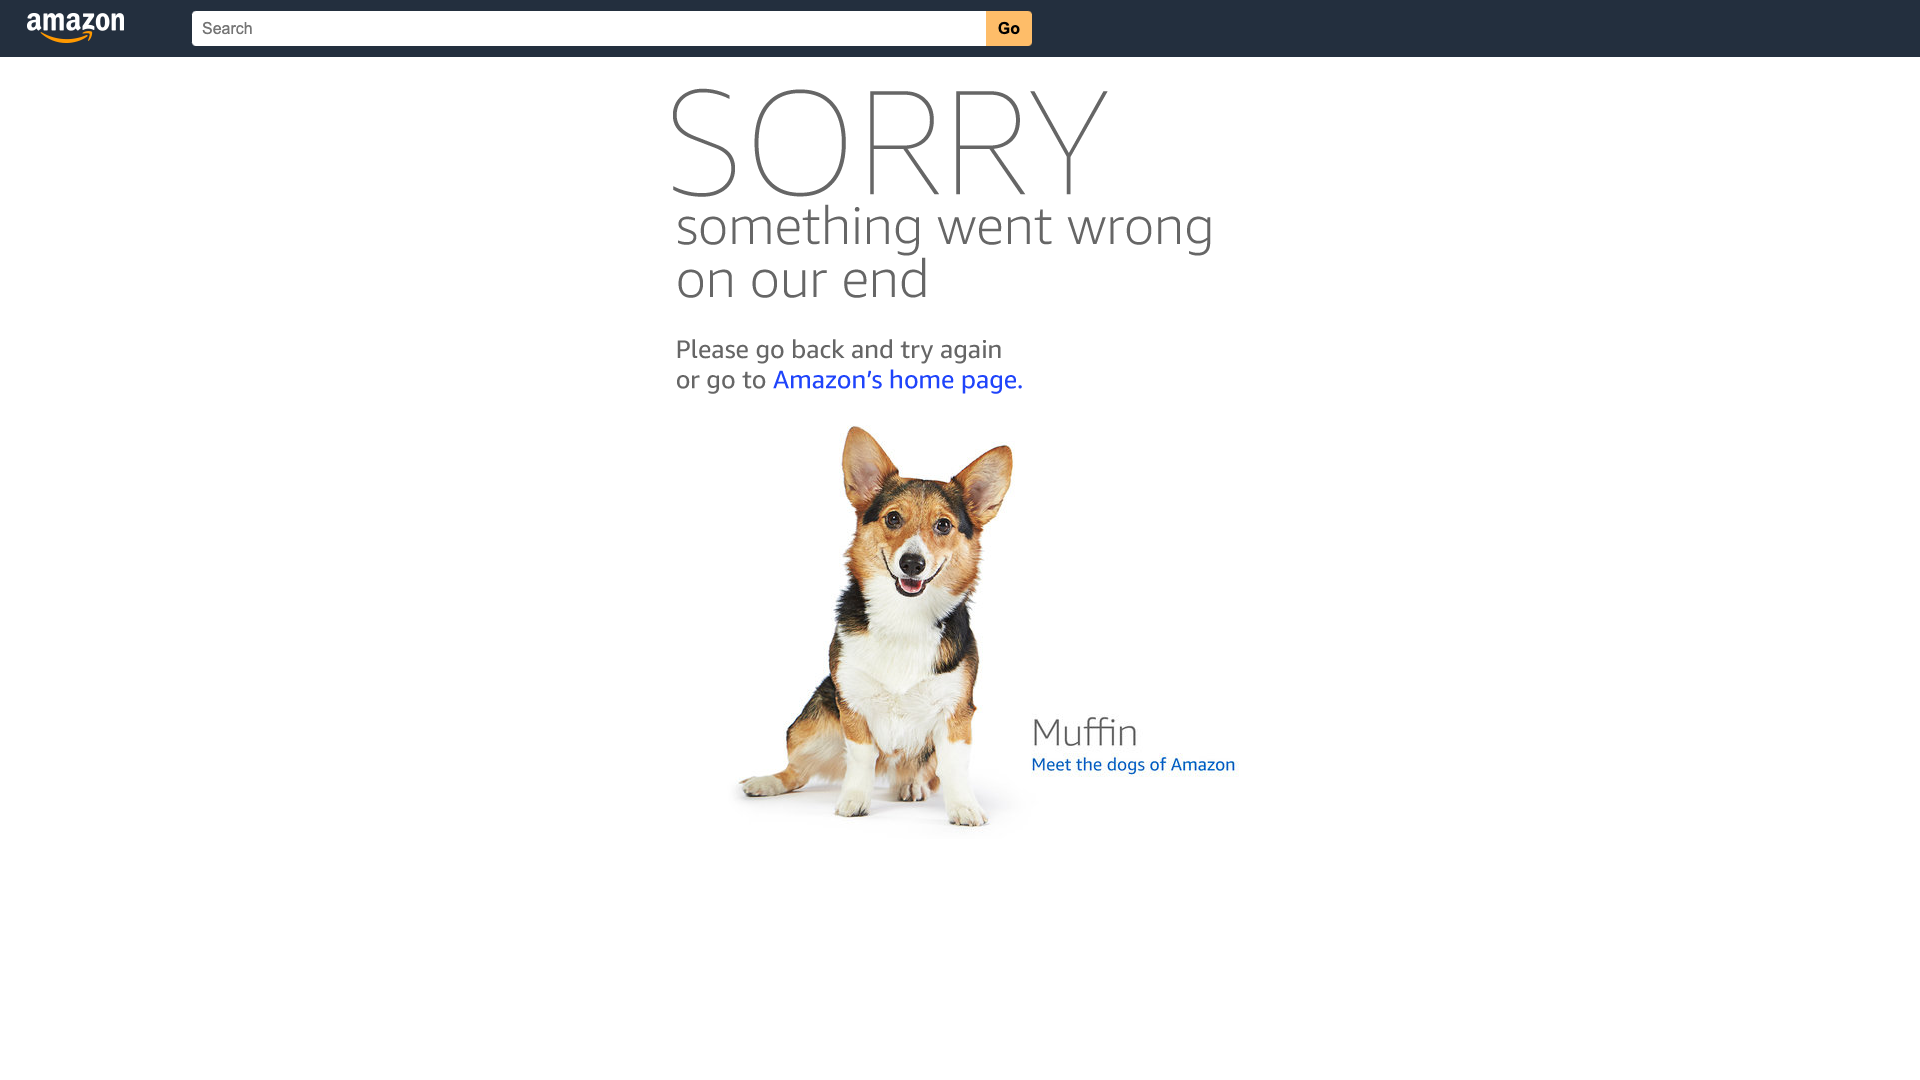 amazon
Search
Go
SORRY
something went wrong
on our end
Please go back and try again
or go to Amazon's home page.
Muffin
Meet the dogs of Amazon